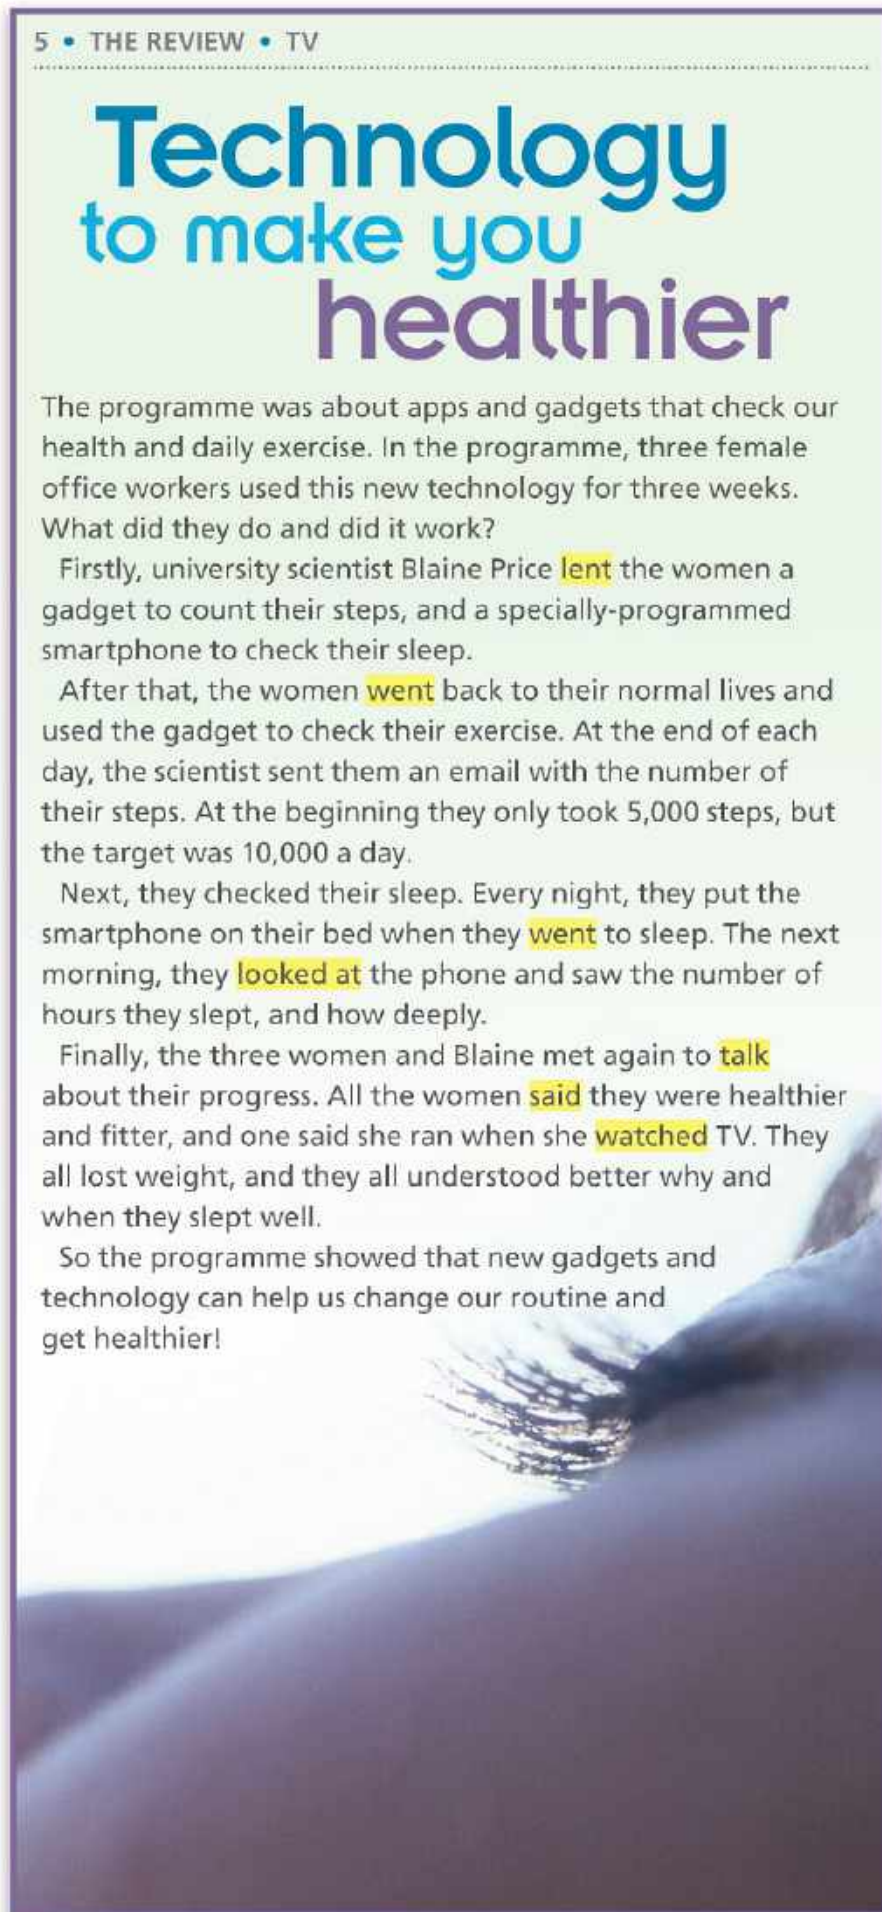 5 • THE REVIEW • TV
Technology
to make you
healthier
The programme was about apps and gadgets that check our
health and daily exercise. In the programme, three female
office workers used this new technology for three weeks.
What did they do and did it work?
Firstly, university scientist Blaine Price lent the women a
gadget to count their steps, and a specially-programmed
smartphone to check their sleep.
After that, the women went back to their normal lives and
used the gadget to check their exercise. At the end of each
day, the scientist sent them an email with the number of
their steps. At the beginning they only took 5,000 steps, but
the target was 10,000 a day.
Next, they checked their sleep. Every night, they put the
smartphone on their bed when they went to sleep. The next
morning, they looked at the phone and saw the number of
hours they slept, and how deeply.
Finally, the three women and Blaine met again to talk
about their progress. All the women said they were healthier
and fitter, and one said she ran when she watched TV. They
all lost weight, and they all understood better why and
when they slept well.
So the programme showed that new gadgets and
technology can help us change our routine and
get healthier!